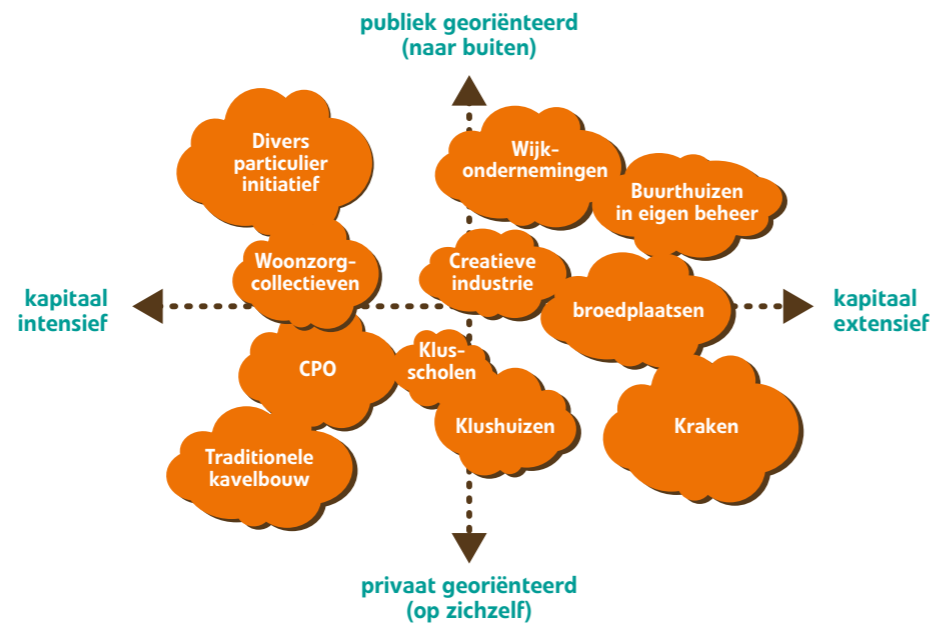 publiek georiënteerd
(naar buiten)
Divers
particulier
initiatief
Wijk-
ondernemingen
Buurthuizen
in eigen beheer
Woonzorg-
collectieven
Creatieve
industrie
kapitaal
intensief
broedplaatsen
kapitaal
extensief
CPO
Klus-
scholen
Klushuizen
Kraken
Traditionele
kavelbouw
privaat georiënteerd
(op zichzelf)